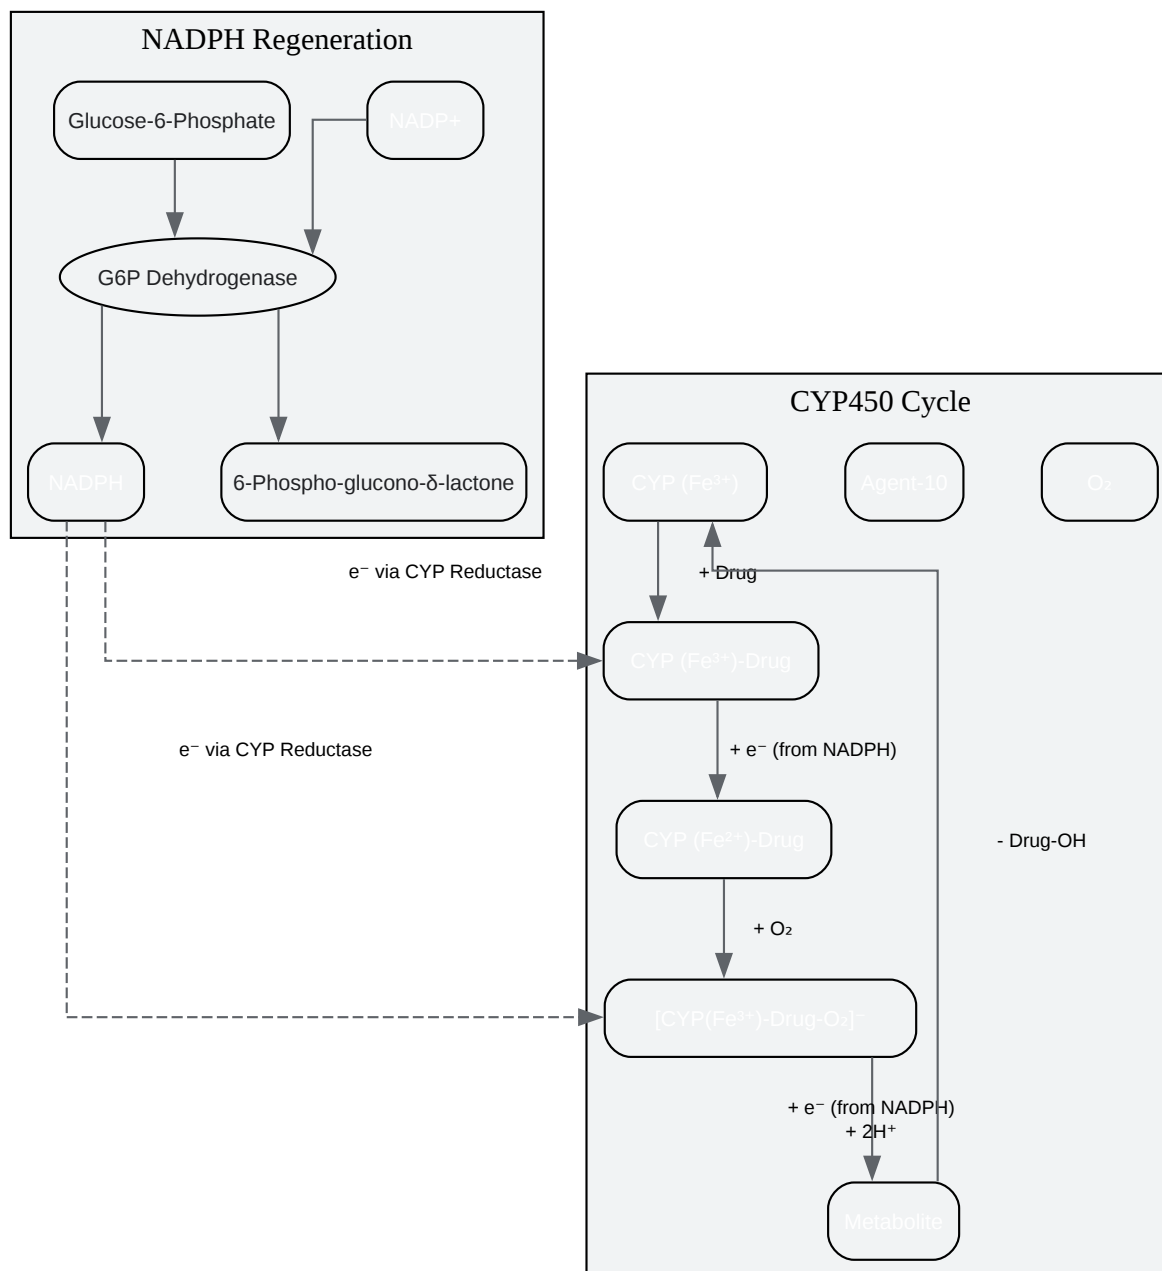 NADPH Regeneration
Glucose-6-Phosphate
NADP+
G6P Dehydrogenase
NADPH
6-Phospho-glucono-δ-lactone
CYP450 Cycle
CYP (Fe³⁺)
Agent-10
O₂
e⁻ via CYP Reductase
+ Drug
CYP (Fe³⁺)-Drug
e⁻ via CYP Reductase
+ e⁻ (from NADPH)
CYP (Fe²⁺)-Drug
- Drug-OH
+ O₂
[CYP(Fe³⁺)-Drug-O₂]⁻
+ e⁻ (from NADPH)
+ 2H⁺
Metabolite